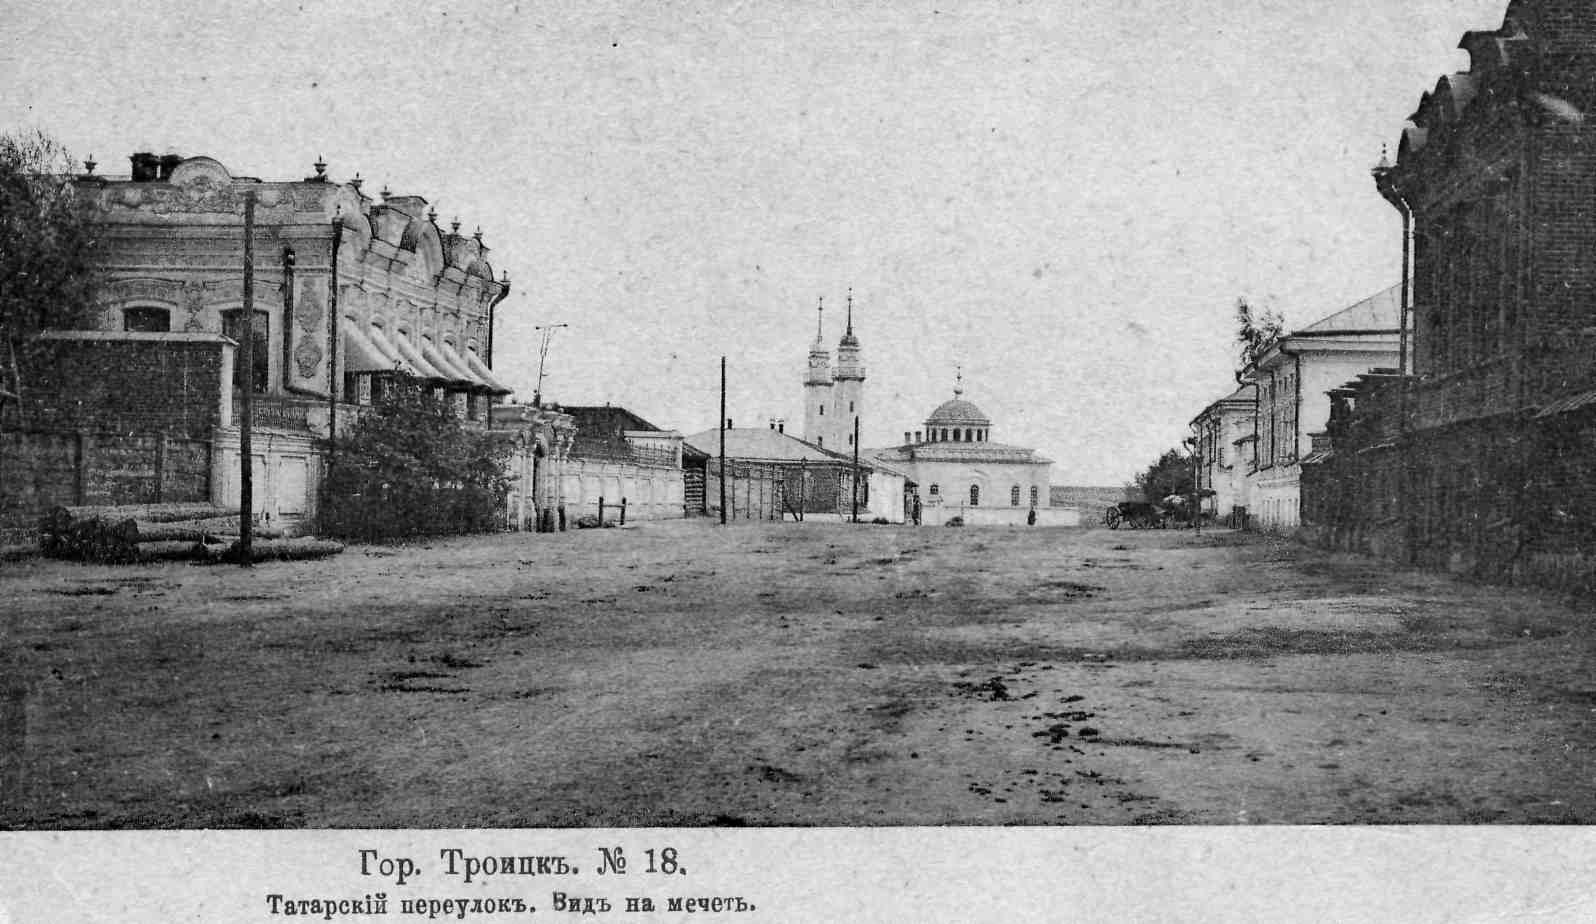 Гор. Троицкъ. № 18.
Татарскій переулокъ. Видъ на мечеть.